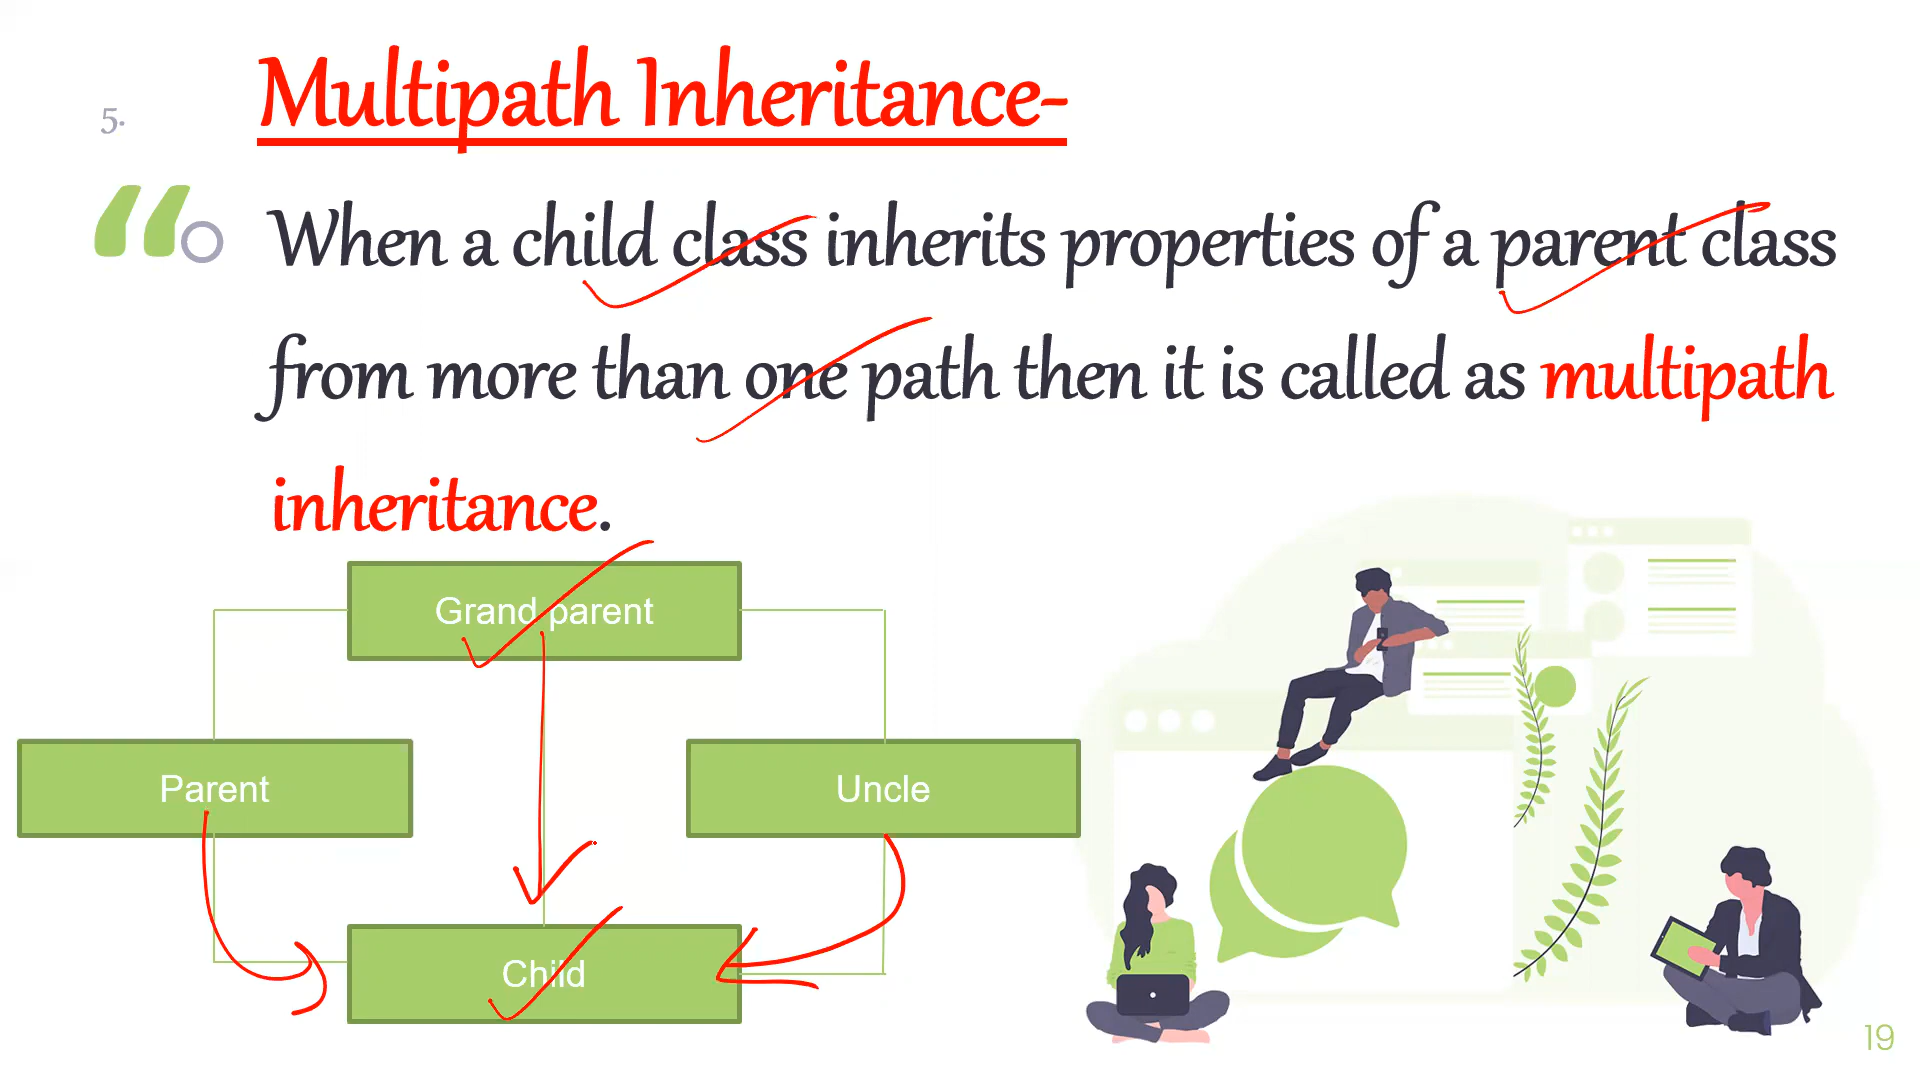 5.
Multipath Inheritance-
“
When a child class inherits properties of a parent class
from more than one path then it is called as multipath
inheritance.
Grand parent
Parent
Uncle
Child
19